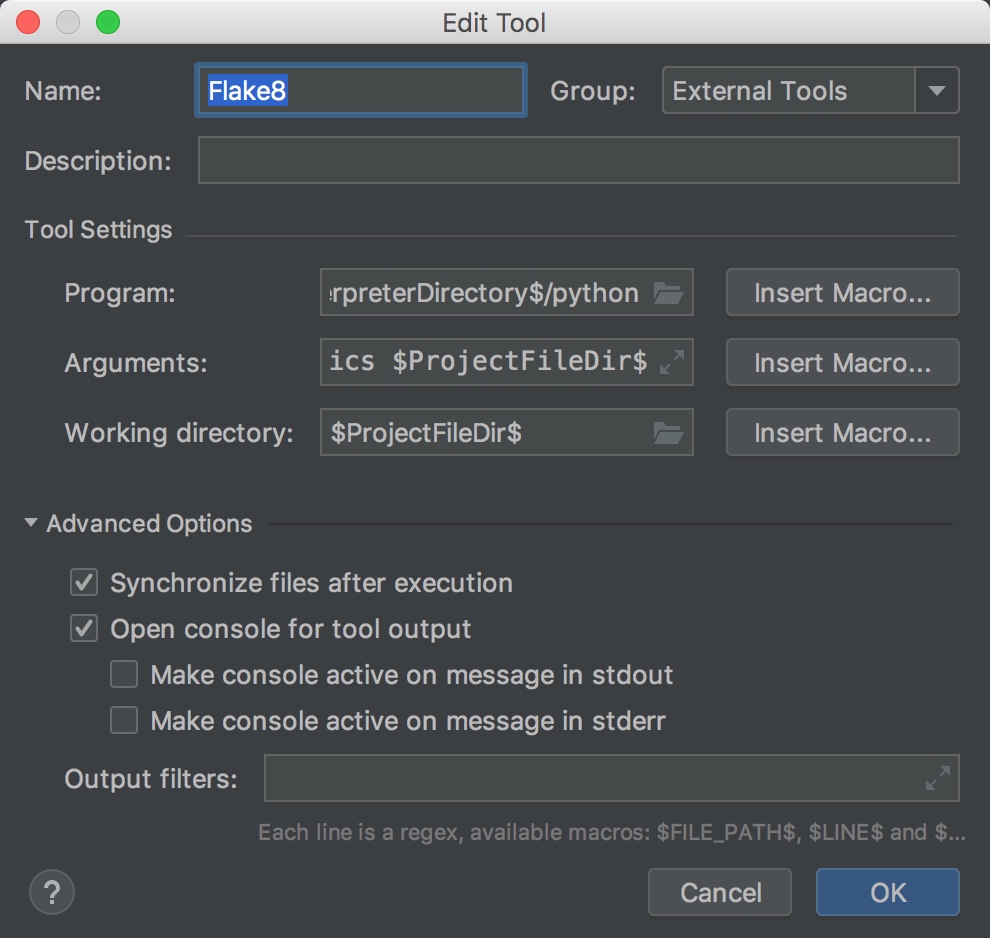 Edit Tool
Name: Flake8 Group: External Tools
Description:
Tool Settings
Program: erpreterDirectory$/python Insert Macro...
Arguments: ics $ProjectFileDir$ Insert Macro...
Working directory: $ProjectFileDir$ Insert Macro...
Advanced Options
Synchronize files after execution
Open console for tool output
Make console active on message in stdout
Make console active on message in stderr
Output filters:
Each line is a regex, available macros: $FILE_PATH$, $LINE$ and $...
? Cancel OK